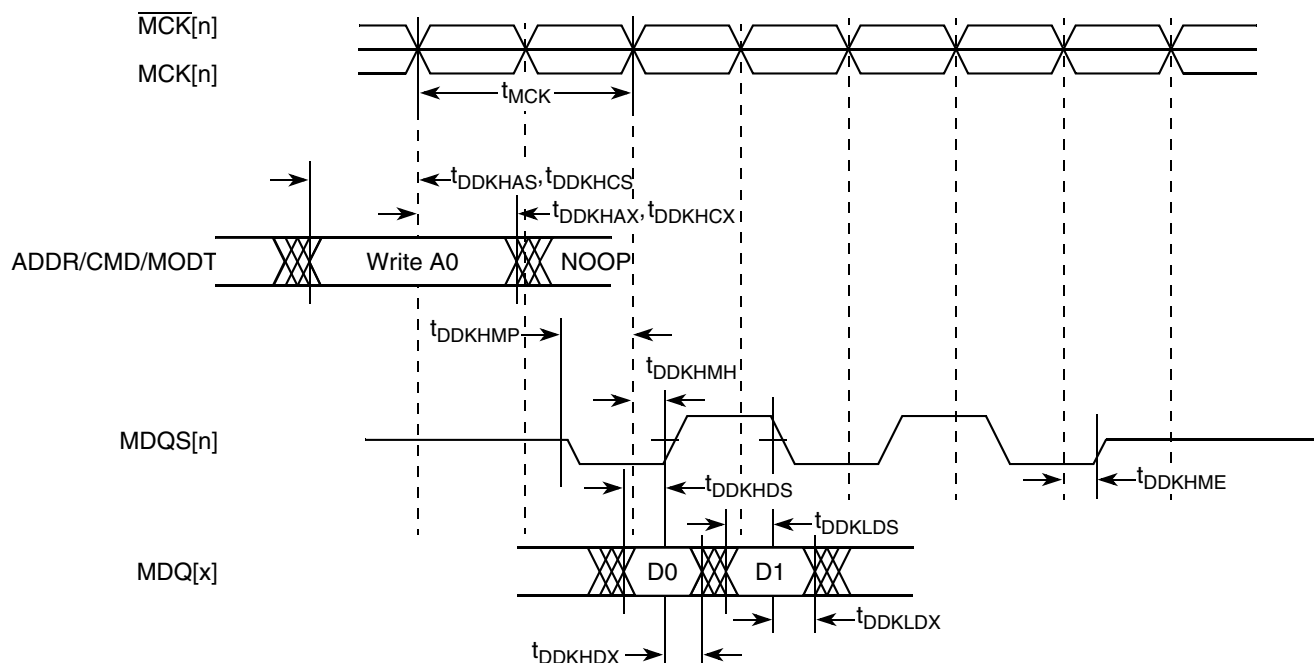 MCK[n]
MCK[n]
tMCK
tDDKHAS,tDDKHCS
tDDKHAX,tDDKHCX
ADDR/CMD/MODT Write A0 NOOP
tDDKHMP
tDDKHMH
MDQS[n]
tDDKHDS
tDDKHME
tDDKLDS
MDQ[x] D0 D1
tDDKLDX
tDDKHDX